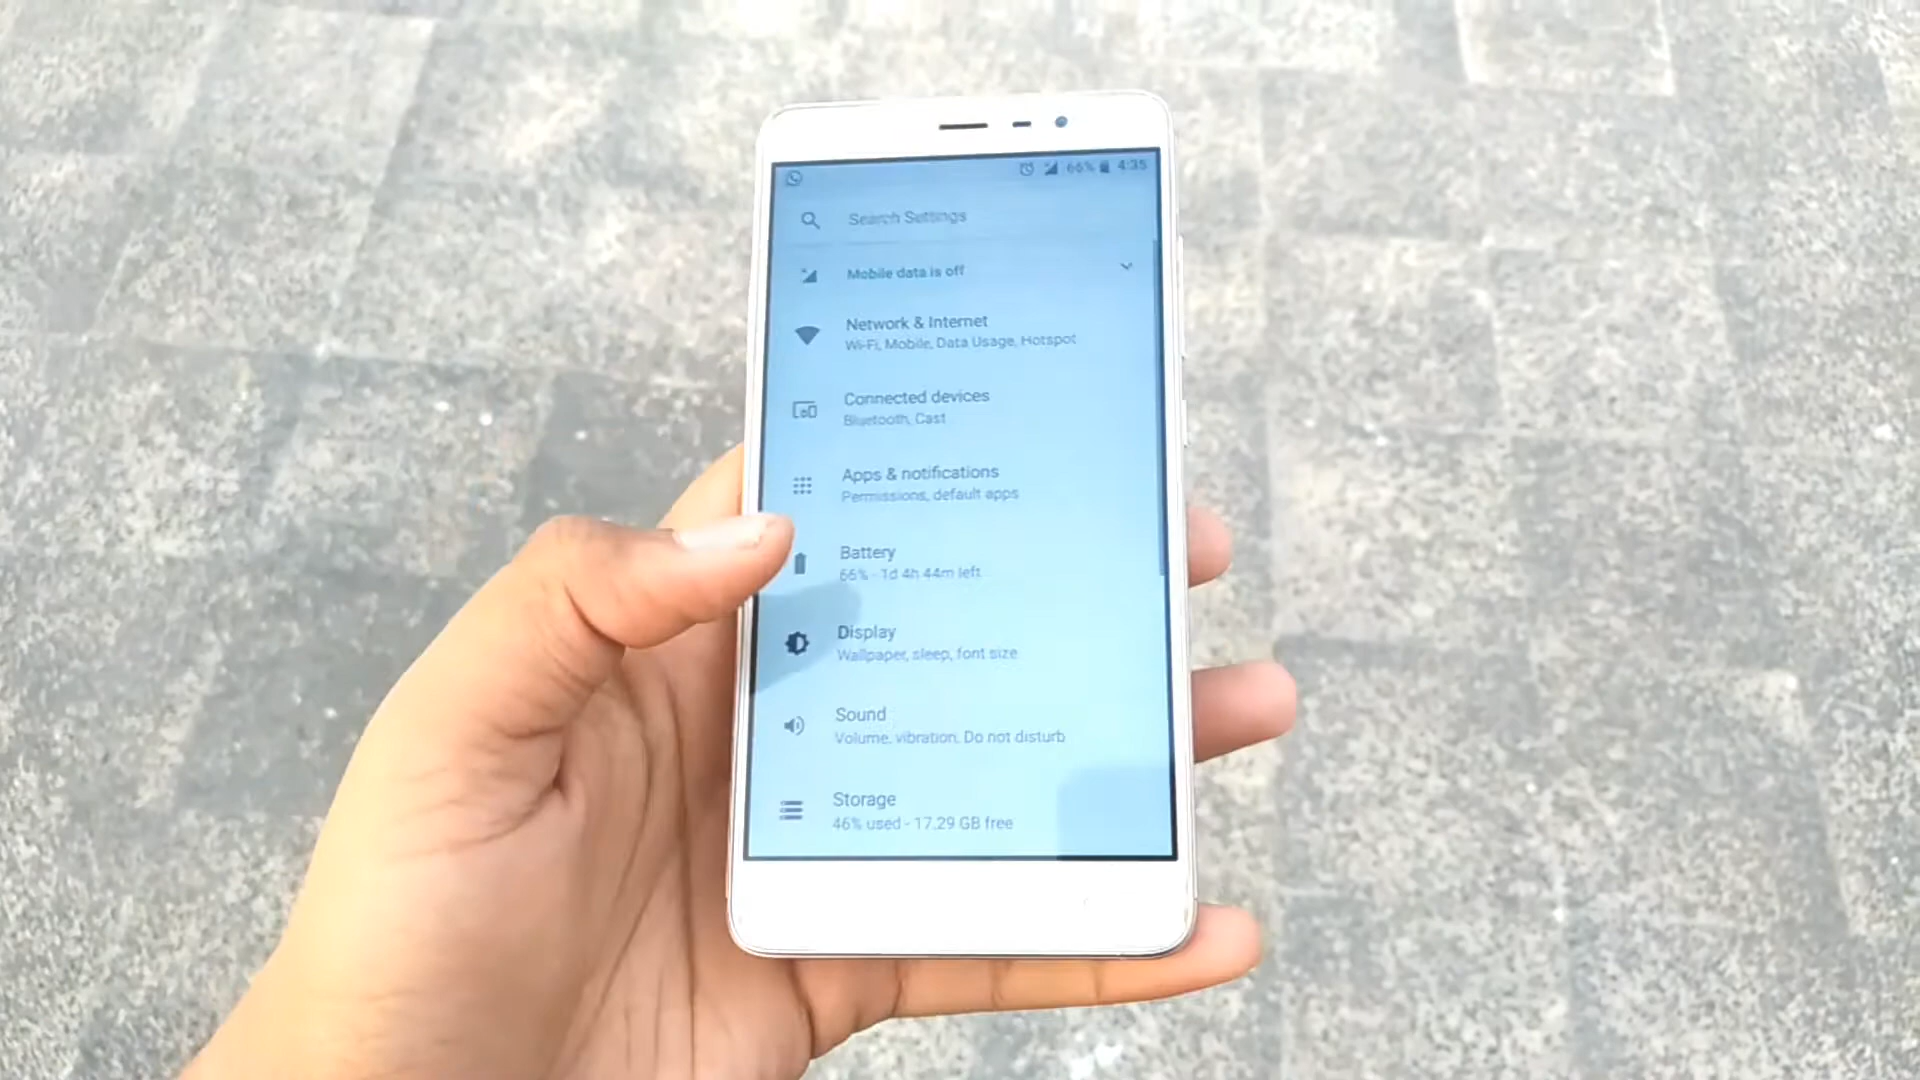 66% 4:35
Search Settings
Mobile data is off
Network & Internet
Wi-Fi, Mobile, Data Usage, Hotspot
Connected devices
Bluetooth, Cast
Apps & notifications
Permissions, default apps
Battery
66% - 1d 4h 44m left
Display
Wallpaper, sleep, font size
Sound
Volume, vibration, Do not disturb
Storage
46% used - 17.29 GB free